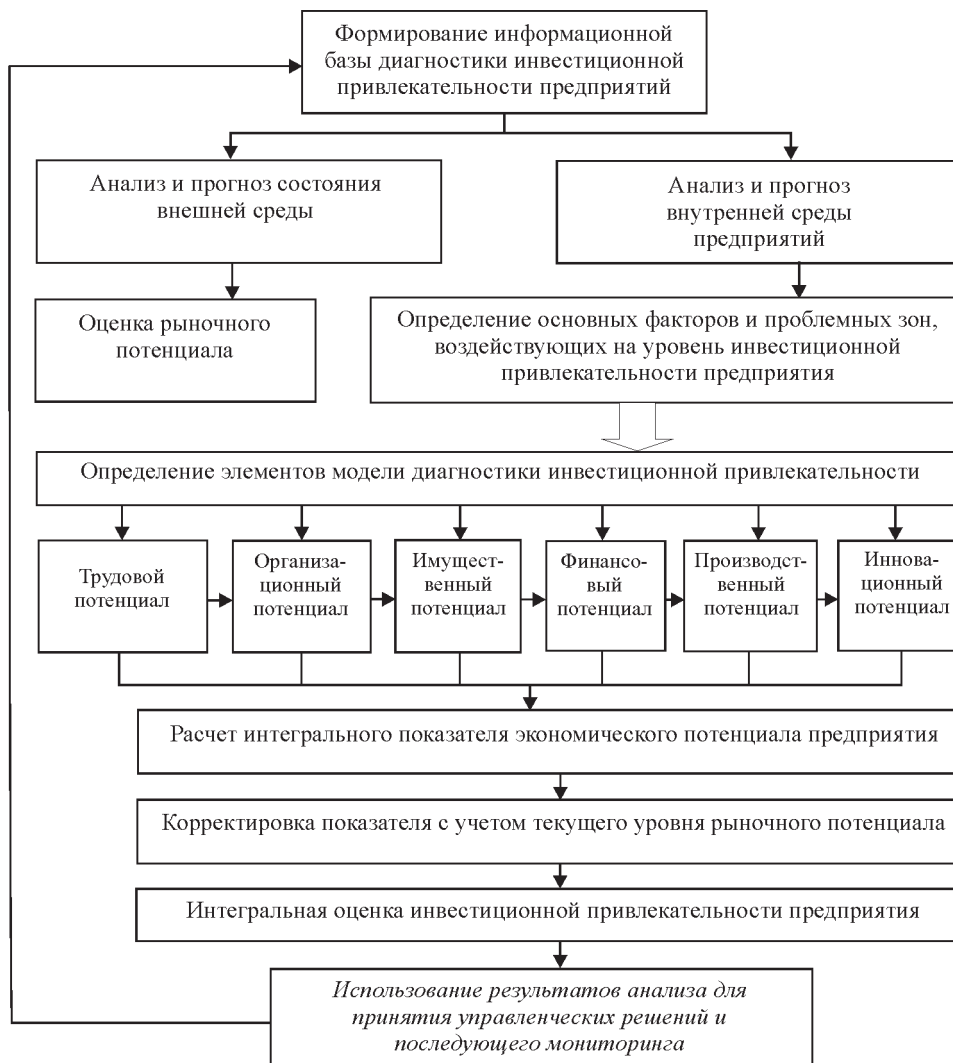 Формирование информационной
базы диагностики инвестиционной
привлекательности предприятий
Анализ и прогноз состояния
внешней среды
Анализ и прогноз
внутренней среды
предприятий
Оценка рыночного
потенциала
Определение основных факторов и проблемных зон,
воздействующих на уровень инвестиционной
привлекательности предприятия
Определение элементов модели диагностики инвестиционной привлекательности
Трудовой
потенциал
Организа-
ционный
потенциал
Имущест-
венный
потенциал
Финансо-
вый
потенциал
Производст-
венный
потенциал
Иннова-
ционный
потенциал
Расчет интегрального показателя экономического потенциала предприятия
Корректировка показателя с учетом текущего уровня рыночного потенциала
Интегральная оценка инвестиционной привлекательности предприятия
Использование результатов анализа для
принятия управленческих решений и
последующего мониторинга